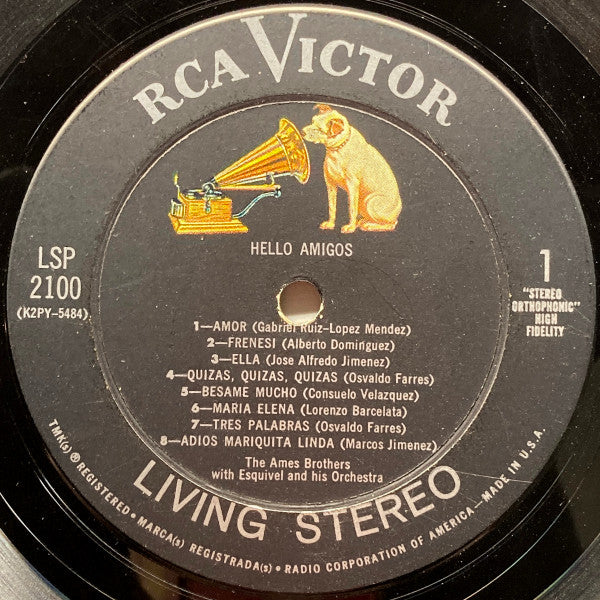 RCA VICTOR
HELLO AMIGOS
LSP
2100
(K2PY-5484)
1
"STEREO
ORTHOPHONIC"
HIGH
FIDELITY
1—AMOR (Gabriel Ruiz-Lopez Mendez)
2—FRENESI (Alberto Dominguez)
3—ELLA (Jose Alfredo Jimenez)
4—QUIZAS, QUIZAS, QUIZAS (Osvaldo Farres)
5—BESAME MUCHO (Consuelo Velazquez)
6—MARIA ELENA (Lorenzo Barcelata)
7—TRES PALABRAS (Osvaldo Farres)
8—ADIOS MARIQUITA LINDA (Marcos Jimenez)
The Ames Brothers
with Esquivel and his Orchestra
LIVING STEREO
TMK(s) ® REGISTERED • MARCA(s) REGISTRADA(s) • RADIO CORPORATION OF AMERICA—MADE IN U.S.A.